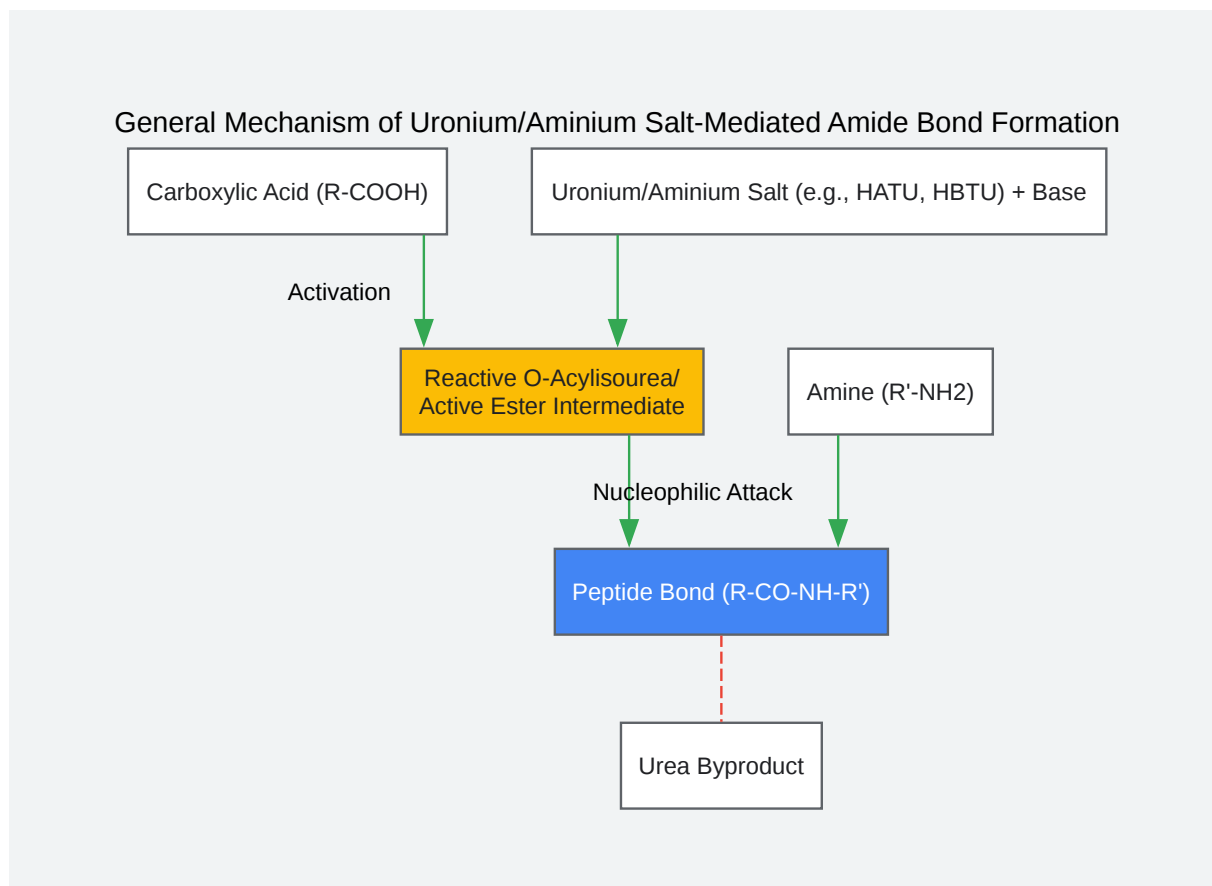 General Mechanism of Uronium/Aminium Salt-Mediated Amide Bond Formation
Carboxylic Acid (R-COOH)
Uronium/Aminium Salt (e.g., HATU, HBTU) + Base
Activation
Reactive O-Acylisourea/
Active Ester Intermediate
Amine (R'-NH2)
Nucleophilic Attack
Peptide Bond (R-CO-NH-R')
Urea Byproduct